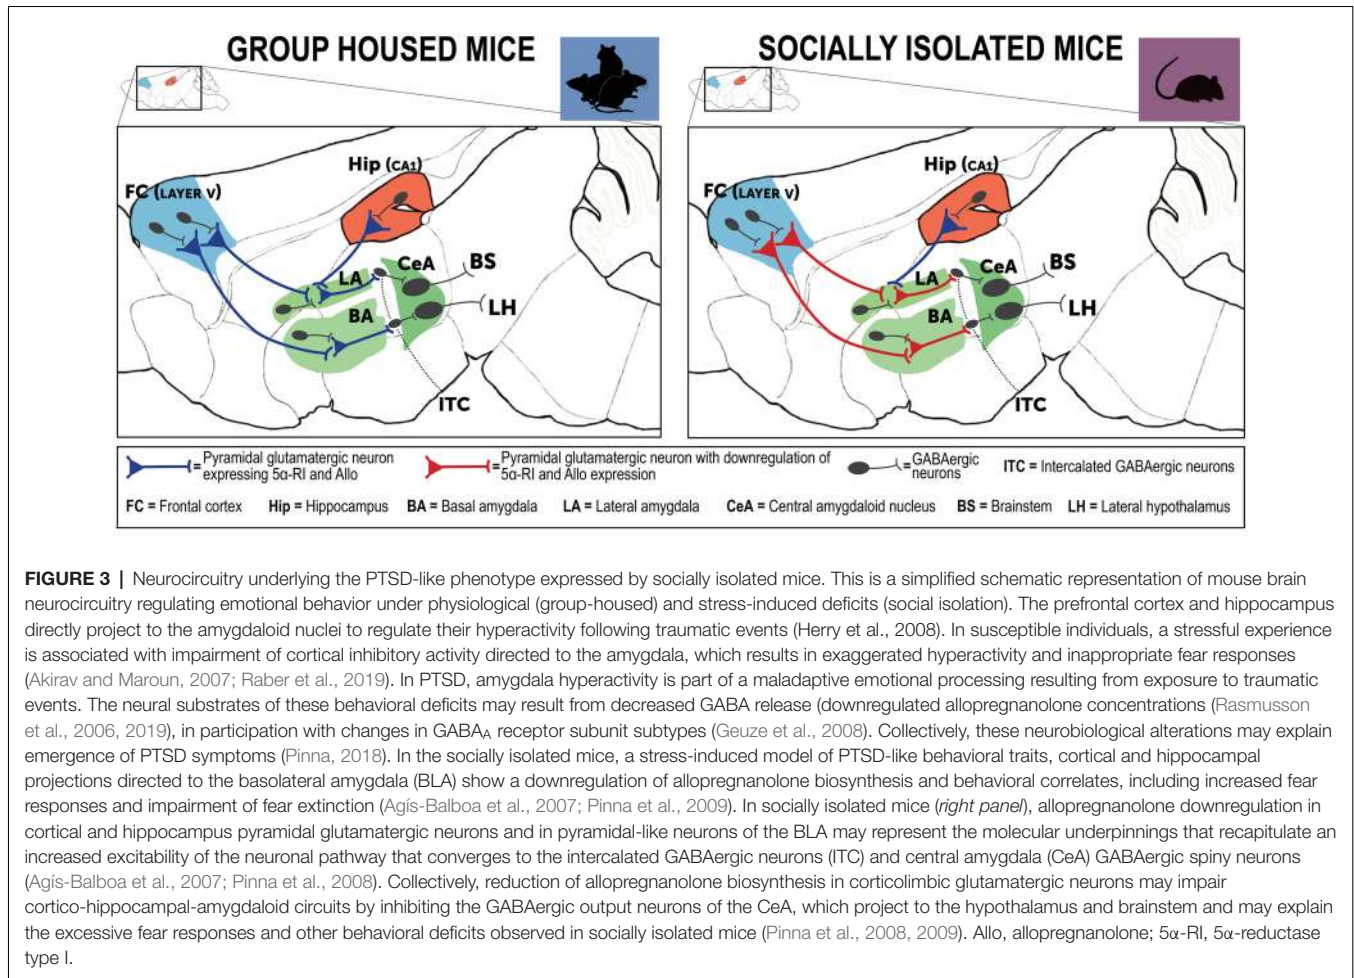 GROUP HOUSED MICE
SOCIALLY ISOLATED MICE
Hip (CA1)
FC (LAYER V)
LA
CeA
BS
BA
LH
ITC
Hip (CA1)
FC (LAYER V)
LA
CeA
BS
BA
LH
ITC
= Pyramidal glutamatergic neuron
expressing 5α-RI and Allo
= Pyramidal glutamatergic neuron with downregulation of
5α-RI and Allo expression
= GABAergic
neurons
ITC = Intercalated GABAergic neurons
FC = Frontal cortex Hip = Hippocampus BA = Basal amygdala LA = Lateral amygdala CeA = Central amygdaloid nucleus BS = Brainstem LH = Lateral hypothalamus
FIGURE 3 | Neurocircuitry underlying the PTSD-like phenotype expressed by socially isolated mice. This is a simplified schematic representation of mouse brain
neurocircuitry regulating emotional behavior under physiological (group-housed) and stress-induced deficits (social isolation). The prefrontal cortex and hippocampus
directly project to the amygdaloid nuclei to regulate their hyperactivity following traumatic events (Herry et al., 2008). In susceptible individuals, a stressful experience
is associated with impairment of cortical inhibitory activity directed to the amygdala, which results in exaggerated hyperactivity and inappropriate fear responses
(Akirav and Maroun, 2007; Raber et al., 2019). In PTSD, amygdala hyperactivity is part of a maladaptive emotional processing resulting from exposure to traumatic
events. The neural substrates of these behavioral deficits may result from decreased GABA release (downregulated allopregnanolone concentrations (Rasmusson
et al., 2006, 2019), in participation with changes in GABAA receptor subunit subtypes (Geuze et al., 2008). Collectively, these neurobiological alterations may explain
emergence of PTSD symptoms (Pinna, 2018). In the socially isolated mice, a stress-induced model of PTSD-like behavioral traits, cortical and hippocampal
projections directed to the basolateral amygdala (BLA) show a downregulation of allopregnanolone biosynthesis and behavioral correlates, including increased fear
responses and impairment of fear extinction (Agís-Balboa et al., 2007; Pinna et al., 2009). In socially isolated mice (right panel), allopregnanolone downregulation in
cortical and hippocampus pyramidal glutamatergic neurons and in pyramidal-like neurons of the BLA may represent the molecular underpinnings that recapitulate an
increased excitability of the neuronal pathway that converges to the intercalated GABAergic neurons (ITC) and central amygdala (CeA) GABAergic spiny neurons
(Agís-Balboa et al., 2007; Pinna et al., 2008). Collectively, reduction of allopregnanolone biosynthesis in corticolimbic glutamatergic neurons may impair
cortico-hippocampal-amygdaloid circuits by inhibiting the GABAergic output neurons of the CeA, which project to the hypothalamus and brainstem and may explain
the excessive fear responses and other behavioral deficits observed in socially isolated mice (Pinna et al., 2008, 2009). Allo, allopregnanolone; 5α-RI, 5α-reductase
type I.